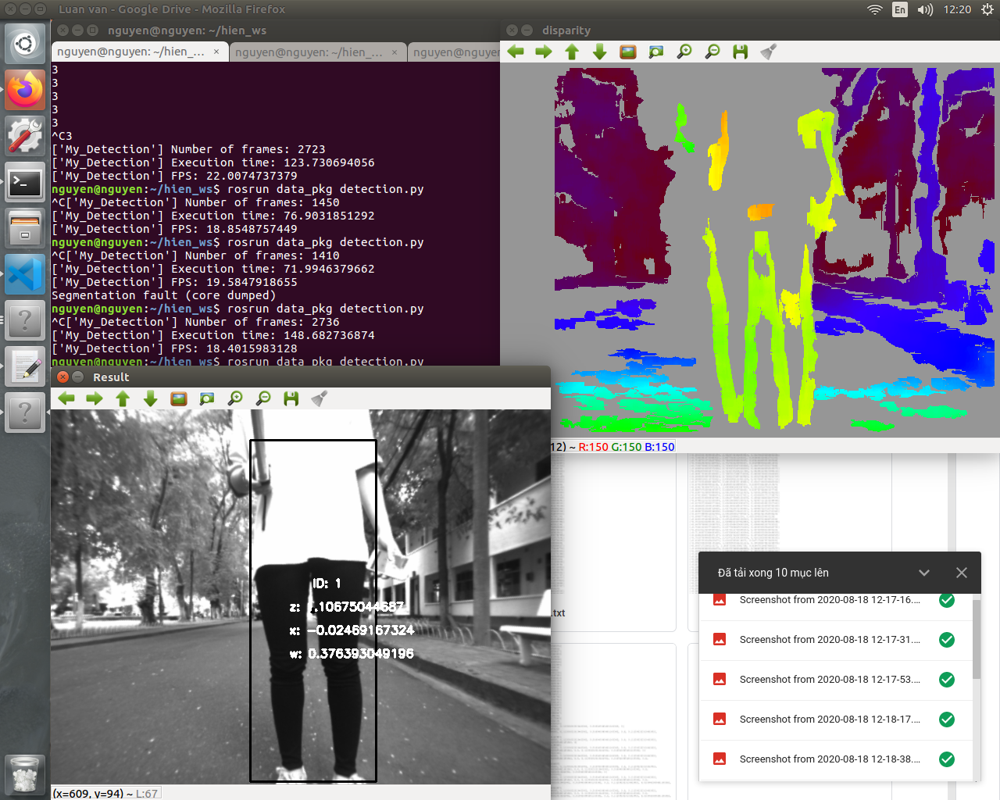 Luan van - Google Drive - Mozilla Firefox
En
12:20
nguyen@nguyen: ~/hien_ws
nguyen@nguyen: ~/hien_... ×
nguyen@nguyen: ~/hien_... ×
nguyen@nguyen
3
3
3
3
3
^C3
['My_Detection'] Number of frames: 2723
['My_Detection'] Execution time: 123.730694056
['My_Detection'] FPS: 22.0074737379
nguyen@nguyen:~/hien_ws$ rosrun data_pkg detection.py
^C['My_Detection'] Number of frames: 1450
['My_Detection'] Execution time: 76.9031851292
['My_Detection'] FPS: 18.8548757449
nguyen@nguyen:~/hien_ws$ rosrun data_pkg detection.py
^C['My_Detection'] Number of frames: 1410
['My_Detection'] Execution time: 71.9946379662
['My_Detection'] FPS: 19.5847918655
Segmentation fault (core dumped)
nguyen@nguyen:~/hien_ws$ rosrun data_pkg detection.py
^C['My_Detection'] Number of frames: 2736
['My_Detection'] Execution time: 148.682736874
['My_Detection'] FPS: 18.4015983128
nguyen@nguyen:~/hien_ws$ rosrun data_pkg detection.py
disparity
12) ~ R:150 G:150 B:150
Result
ID: 1
z: .10675044687
x: -0.02469167324
w: 0.376393049196
(x=609, y=94) ~ L:67
.txt
Đã tải xong 10 mục lên
Screenshot from 2020-08-18 12-17-16....
Screenshot from 2020-08-18 12-17-31....
Screenshot from 2020-08-18 12-17-53....
Screenshot from 2020-08-18 12-18-17....
Screenshot from 2020-08-18 12-18-38....